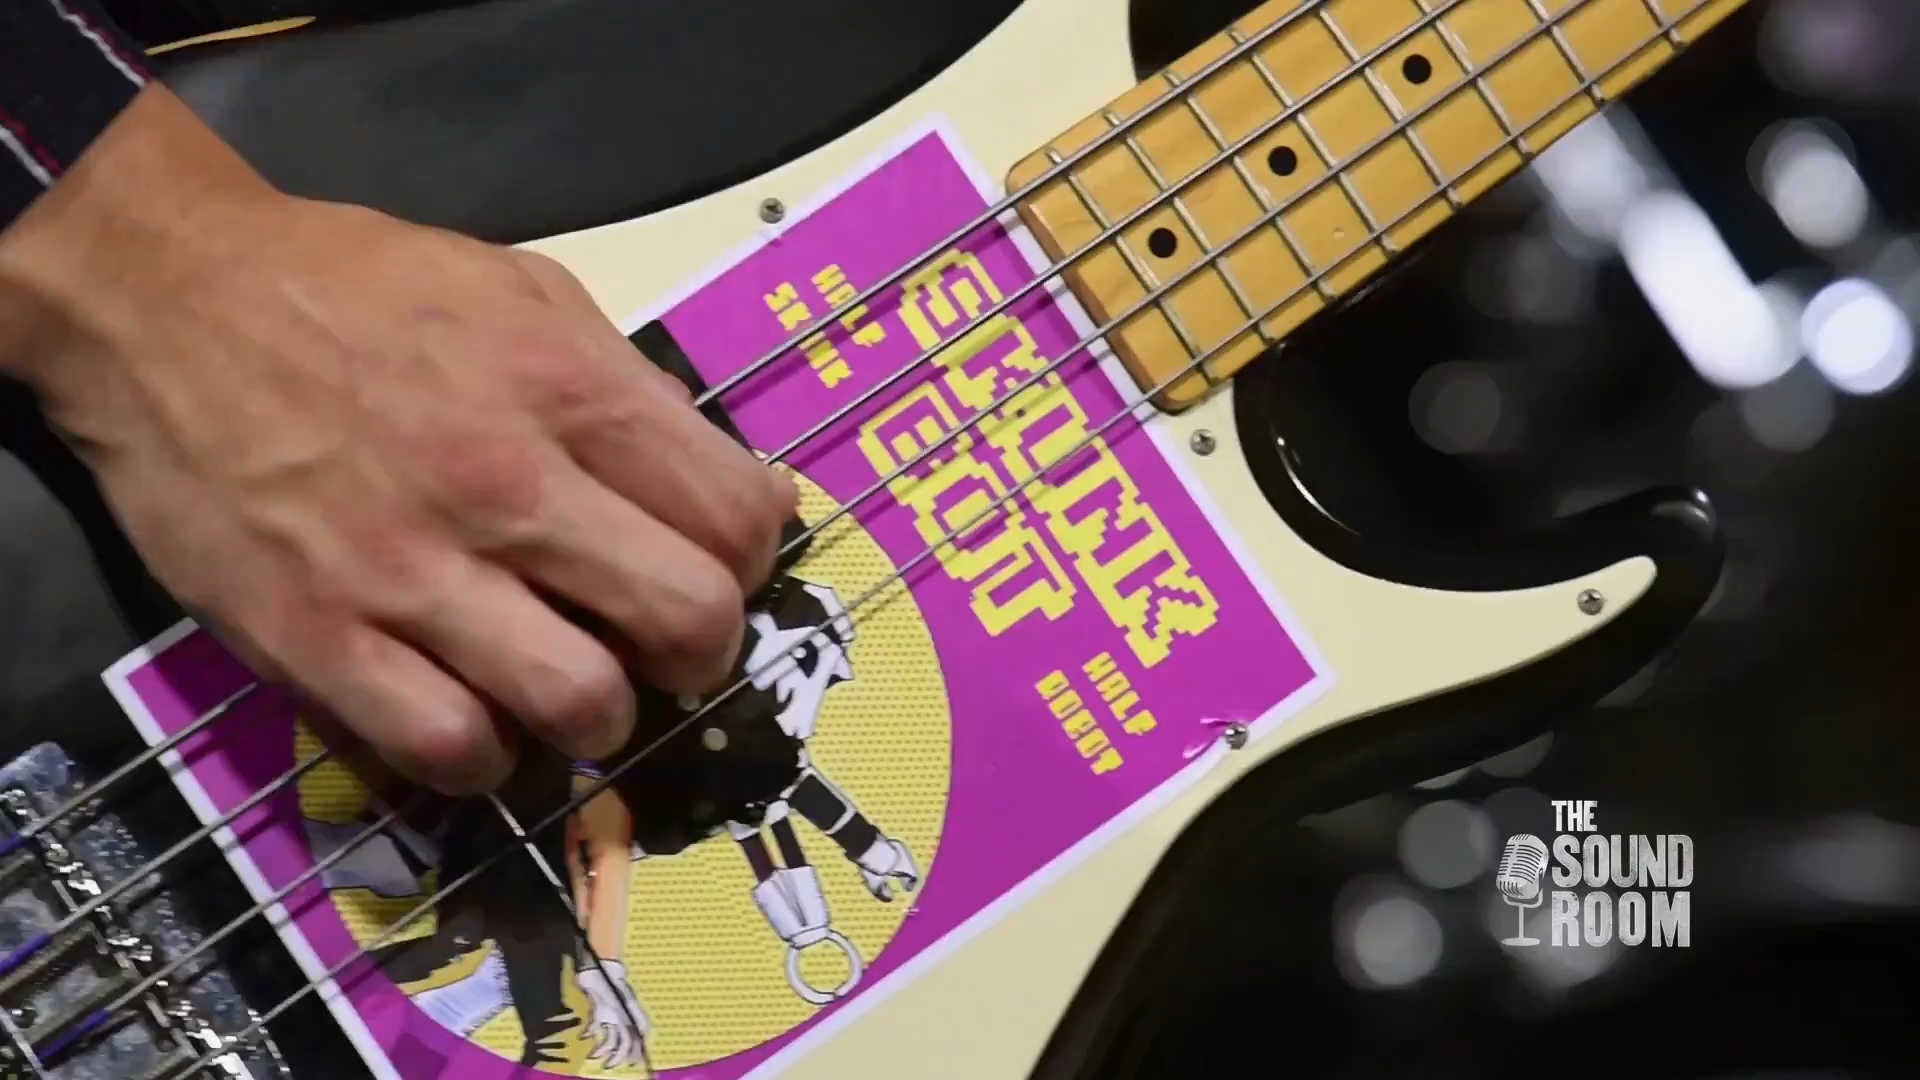 HALF
SKUNK
SKUNK
BOT
HALF
ROBOT
THE
SOUND
ROOM